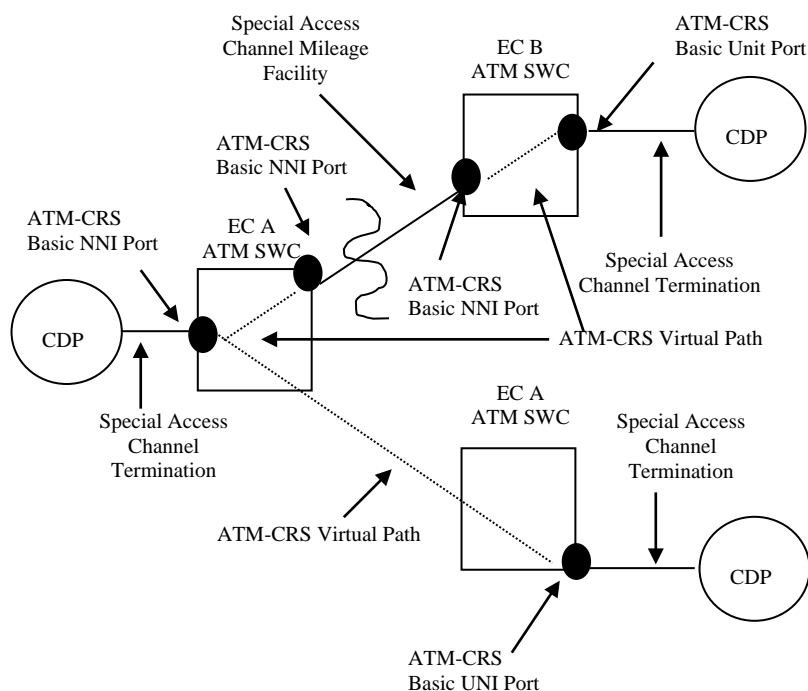 Special Access
Channel Mileage
Facility
EC B
ATM SWC
ATM-CRS
Basic Unit Port
CDP
ATM-CRS
Basic NNI Port
ATM-CRS
Basic NNI Port
EC A
ATM SWC
CDP
ATM-CRS
Basic NNI Port
Special Access
Channel Termination
ATM-CRS Virtual Path
Special Access
Channel
Termination
EC A
ATM SWC
Special Access
Channel
Termination
ATM-CRS Virtual Path
CDP
ATM-CRS
Basic UNI Port